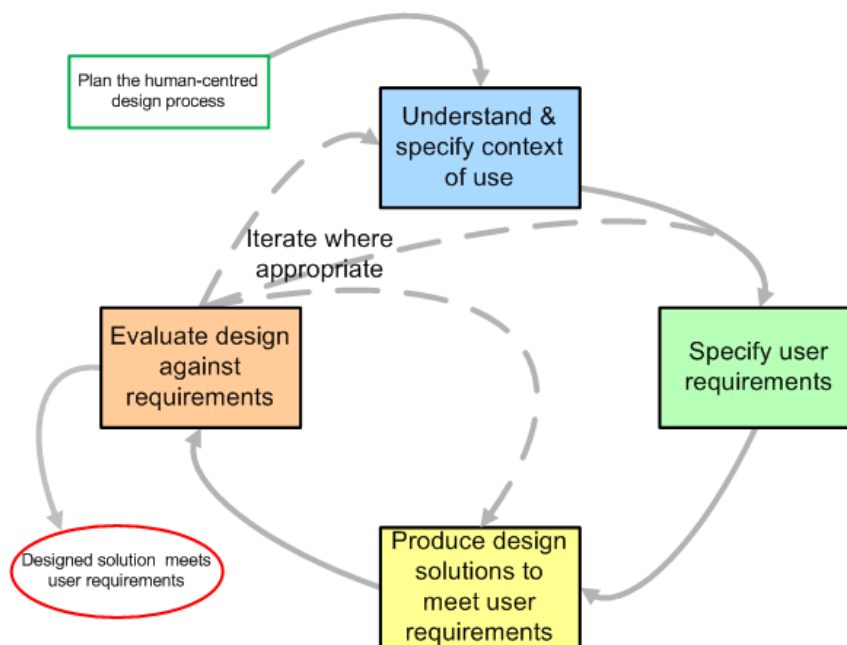 Plan the human-centred
design process
Understand &
specify context
of use
Iterate where
appropriate
Evaluate design
against
requirements
Specify user
requirements
Designed solution meets
user requirements
Produce design
solutions to
meet user
requirements